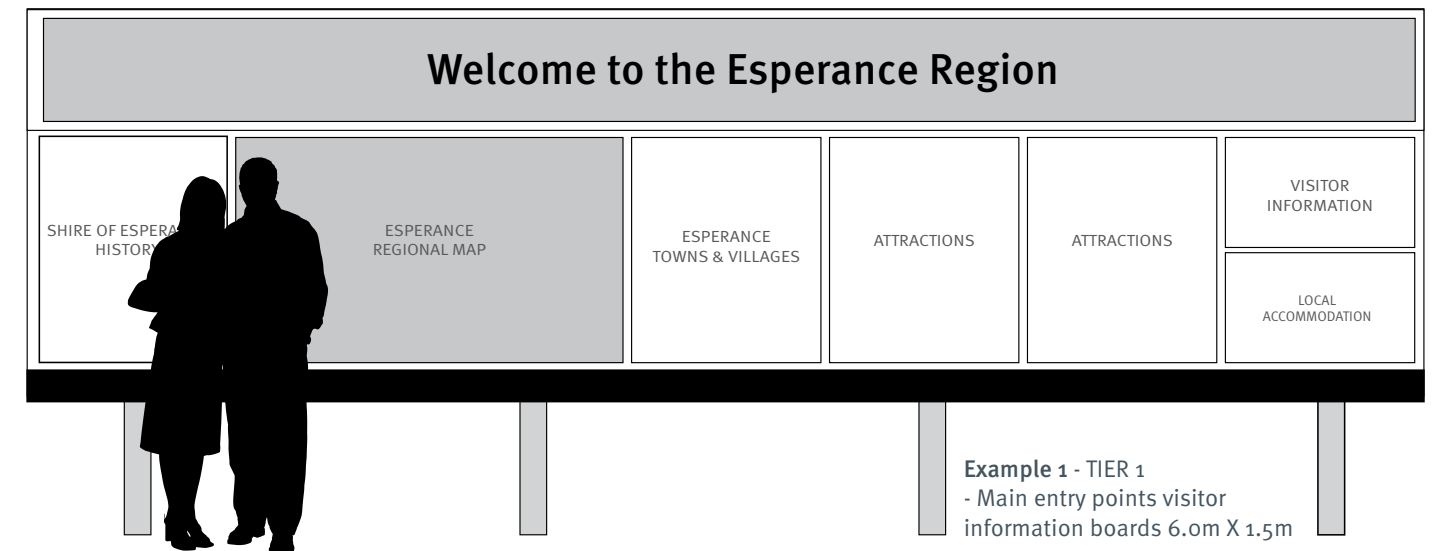 Welcome to the Esperance Region
SHIRE OF ESPERA
HISTORY
ESPERANCE
REGIONAL MAP
ESPERANCE
TOWNS & VILLAGES
ATTRACTIONS
ATTRACTIONS
VISITOR
INFORMATION
LOCAL
ACCOMMODATION
Example 1 - TIER 1
- Main entry points visitor
information boards 6.0m X 1.5m